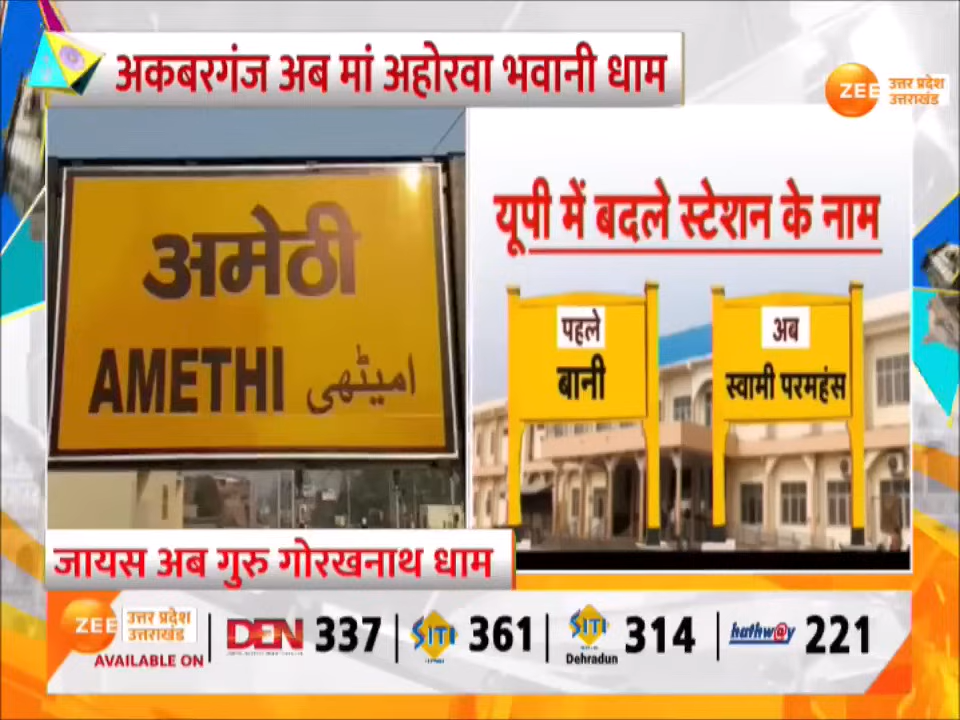 अकबरगंज अब मां अहोरवा भवानी धाम
ZEE उत्तर प्रदेश
उत्तराखंड
अमेठी
AMETHI امیٹھی
यूपी में बदले स्टेशन के नाम
पहले
बानी
अब
स्वामी परमहंस
जायस अब गुरु गोरखनाथ धाम
ZEE उत्तर प्रदेश
उत्तराखंड
AVAILABLE ON
DEN 337
SITI 361
SITI Dehradun 314
hathw@y 221